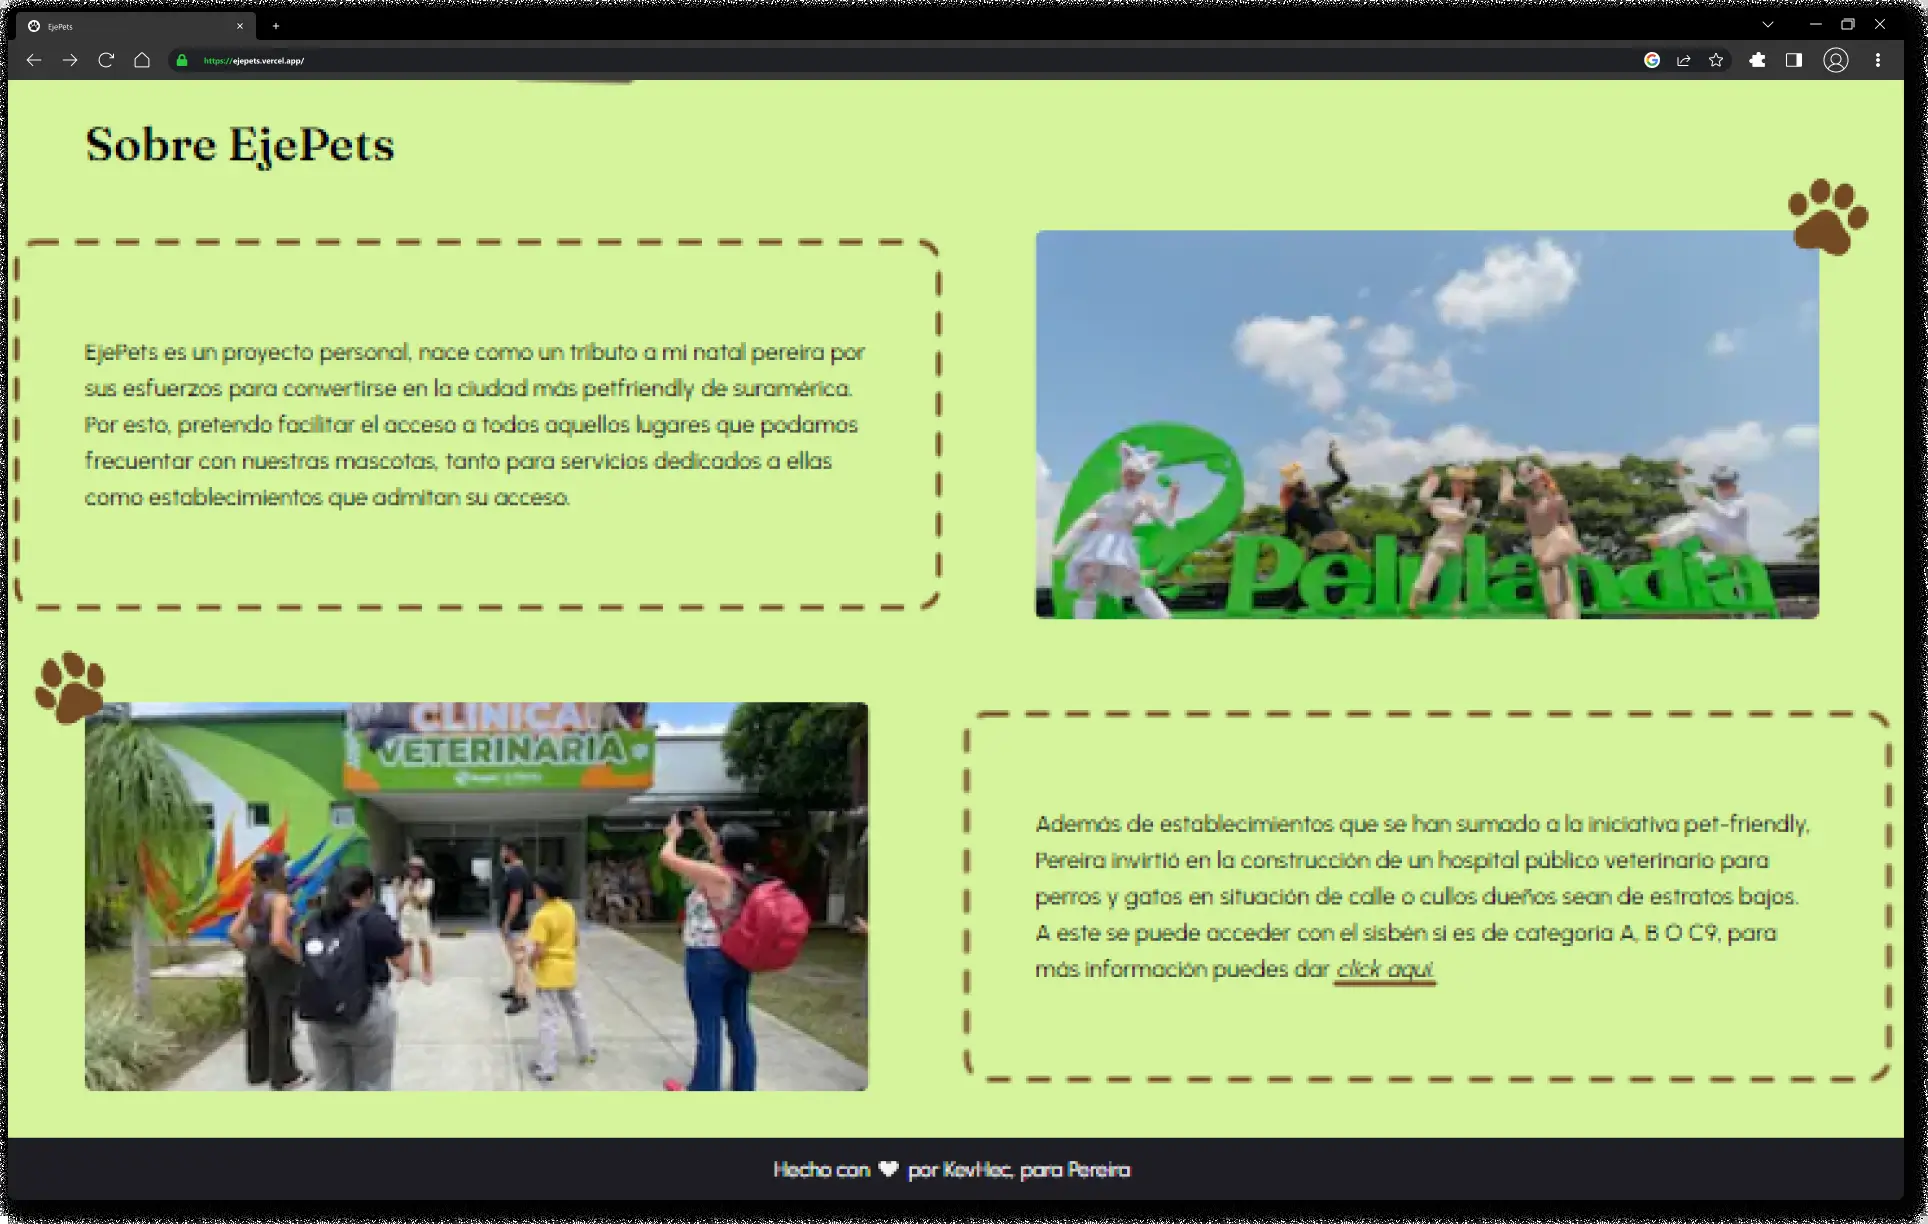 EjePets
https://ejepets.vercel.app/
Sobre EjePets
EjePets es un proyecto personal, nace como un tributo a mi natal pereira por
sus esfuerzos para convertirse en la ciudad más petfriendly de suramérica.
Por esto, pretendo facilitar el acceso a todos aquellos lugares que podamos
frecuentar con nuestras mascotas, tanto para servicios dedicados a ellas
como establecimientos que admitan su acceso.
Pelulandia
CLINICA
VETERINARIA
Además de establecimientos que se han sumado a la iniciativa pet-friendly,
Pereira invirtió en la construcción de un hospital público veterinario para
perros y gatos en situación de calle o cullos dueños sean de estratos bajos.
A este se puede acceder con el sisbén si es de categoria A, B O C9, para
más información puedes dar click aquí.
Hecho con ❤ por KevHec, para Pereira